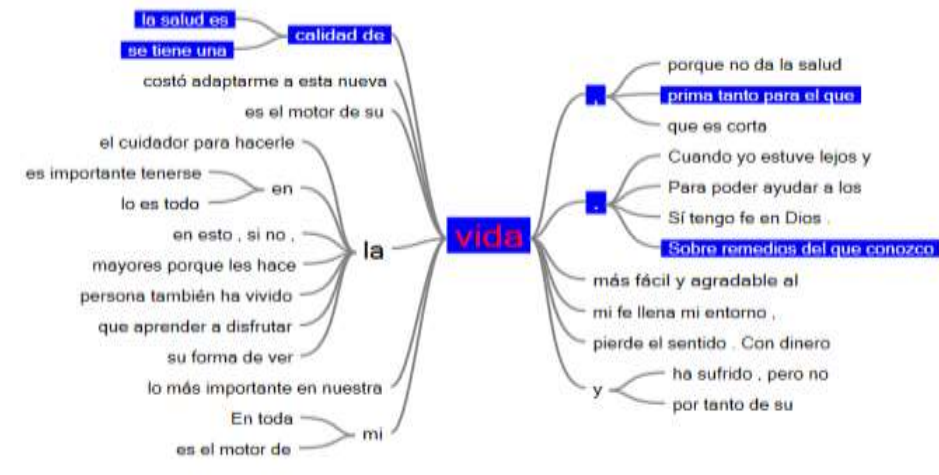 la salud es
se tiene una
calidad de
costó adaptarme a esta nueva
es el motor de su
el cuidador para hacerle
es importante tenerse
lo es todo
en
en esto , si no ,
mayores porque les hace
persona también ha vivido
que aprender a disfrutar
su forma de ver
la
lo más importante en nuestra
En toda
es el motor de
mi
vida
,
porque no da la salud
prima tanto para el que
que es corta
.
Cuando yo estuve lejos y
Para poder ayudar a los
Sí tengo fe en Dios .
Sobre remedios del que conozco
más fácil y agradable al
mi fe llena mi entorno ,
pierde el sentido . Con dinero
y
ha sufrido , pero no
por tanto de su